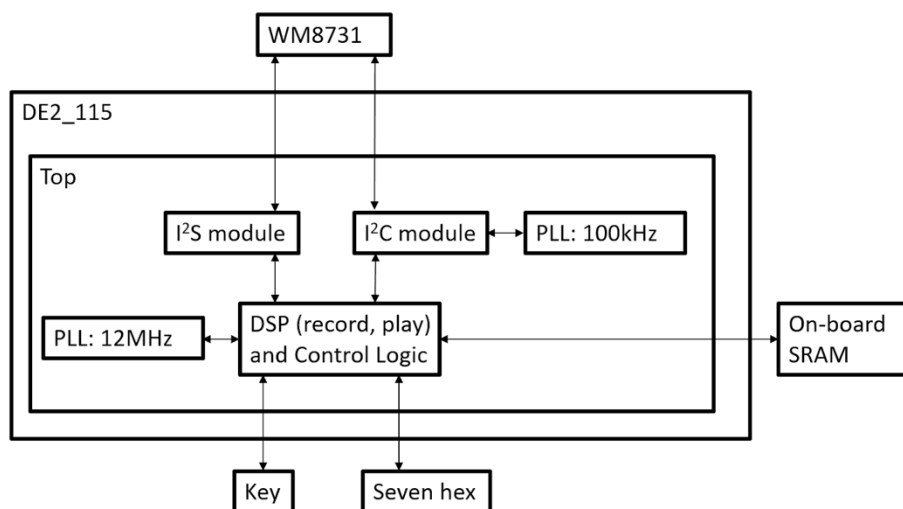 WM8731
DE2_115
Top
I²S module
I²C module
PLL: 100kHz
PLL: 12MHz
DSP (record, play)
and Control Logic
On-board
SRAM
Key
Seven hex